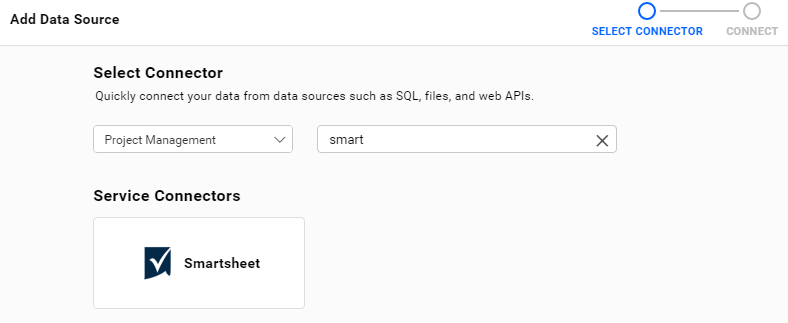 Add Data Source
SELECT CONNECTOR
CONNECT
Select Connector
Quickly connect your data from data sources such as SQL, files, and web APIs.
Project Management
smart
Service Connectors
Smartsheet